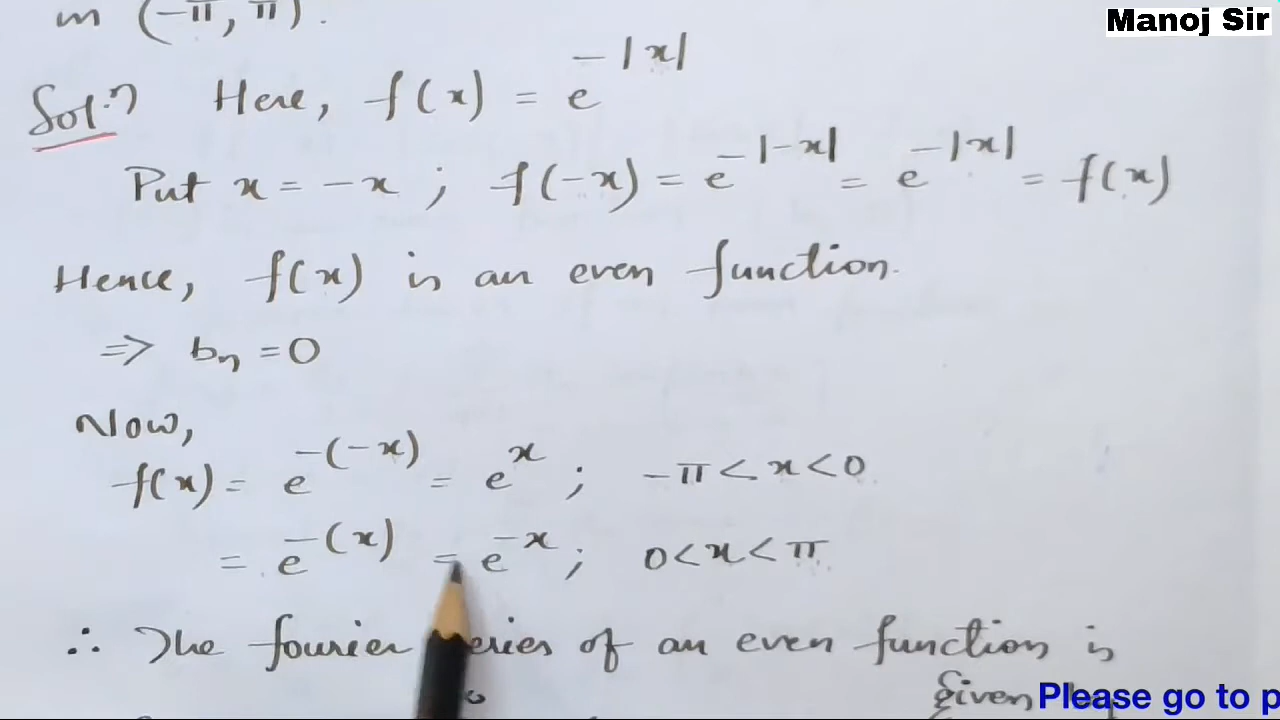 in (-π, π).
Manoj Sir
Solⁿ Here, f(x) = e^{-|x|}
Put x = -x ; f(-x) = e^{-|-x|} = e^{-|x|} = f(x)
Hence, f(x) is an even function.
⇒ bₙ = 0
Now,
f(x) = e^{-(-x)} = e^{x} ; -π < x < 0
= e^{-(x)} = e^{-x} ; 0 < x < π
∴ The fourier series of an even function is
given
Please go to p